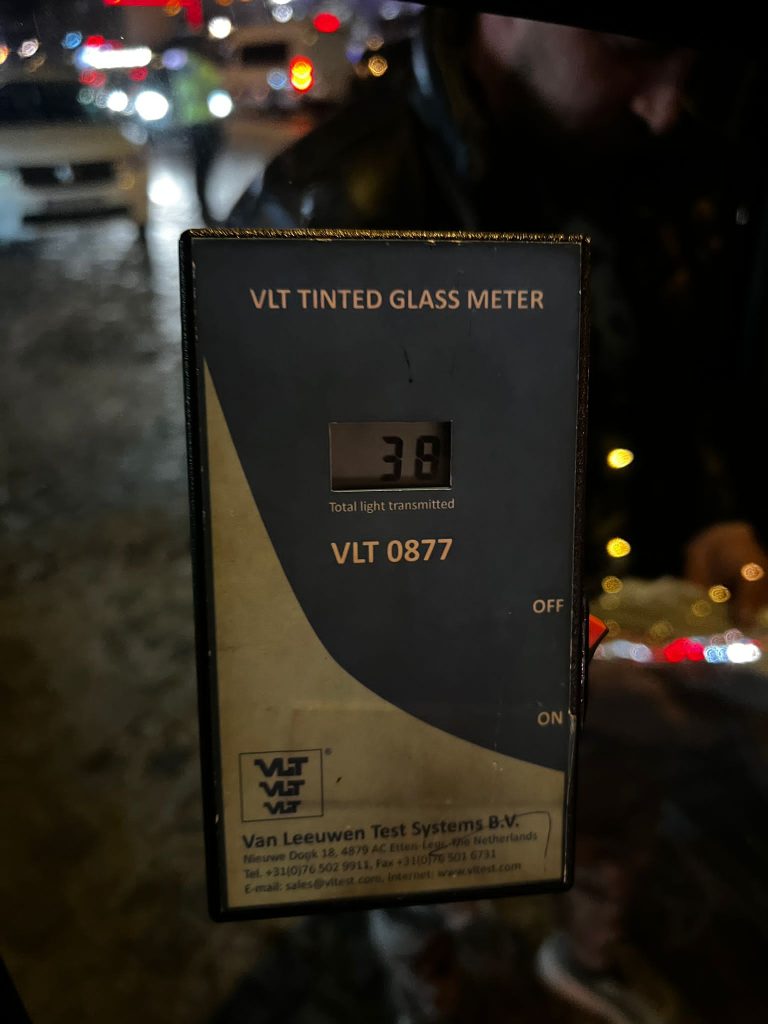 VLT TINTED GLASS METER
38
Total light transmitted
VLT 0877
OFF
ON
VLT ®
VLT
VLT
Van Leeuwen Test Systems B.V.
Nieuwe Donk 18, 4879 AC Etten-Leur, the Netherlands
Tel. +31(0)76 502 9911, Fax +31(0)76 501 6731
E-mail: sales@vltest.com, Internet: www.vltest.com